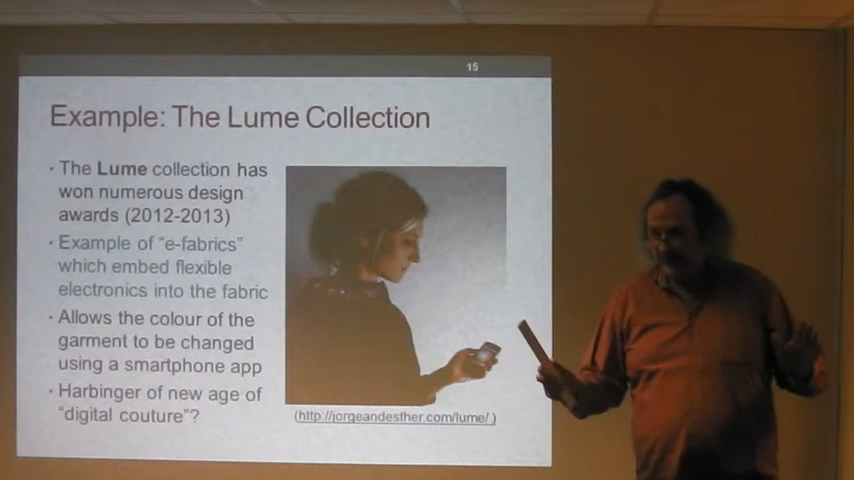 15
Example: The Lume Collection
· The Lume collection has
won numerous design
awards (2012-2013)
· Example of "e-fabrics"
which embed flexible
electronics into the fabric
· Allows the colour of the
garment to be changed
using a smartphone app
· Harbinger of new age of
"digital couture"?
(http://jorgeandesther.com/lume/ )